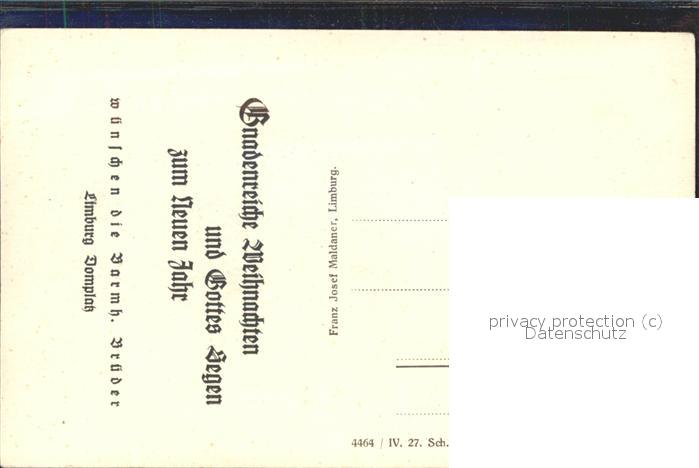 Gnadenreiche Weihnachten
und Gottes Segen
zum Neuen Jahr
wünschen die Barmh. Brüder
Limburg Domplatz
Franz Josef Maldaner, Limburg.
4464 / IV. 27. Sch.
privacy protection (c)
Datenschutz